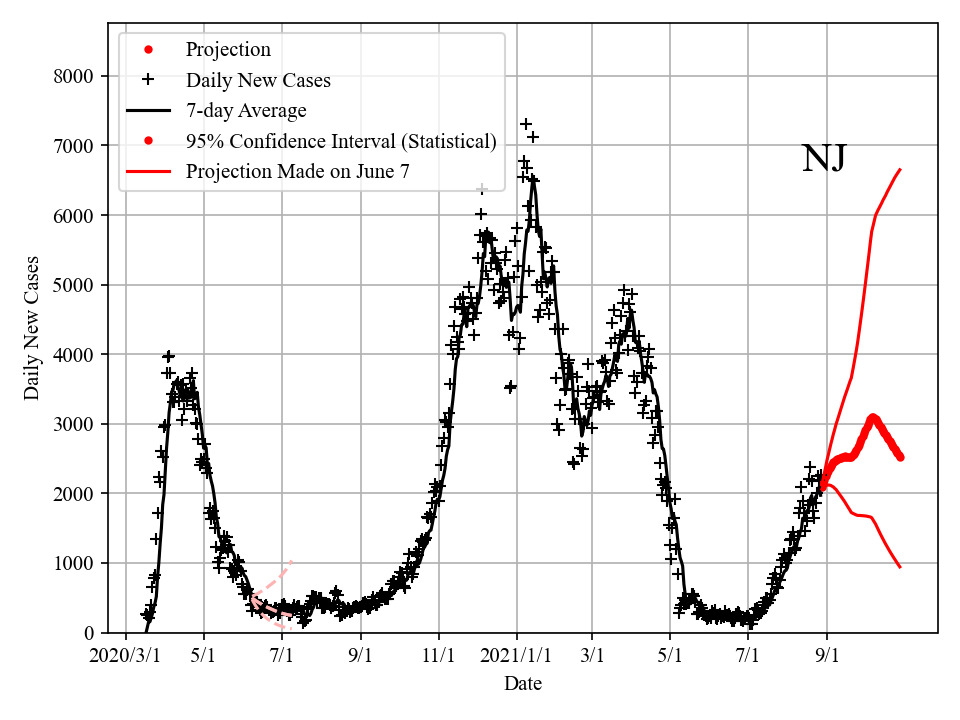 Projection
Daily New Cases
7-day Average
95% Confidence Interval (Statistical)
Projection Made on June 7
NJ
Daily New Cases
8000
7000
6000
5000
4000
3000
2000
1000
0
2020/3/1 5/1 7/1 9/1 11/1 2021/1/1 3/1 5/1 7/1 9/1
Date